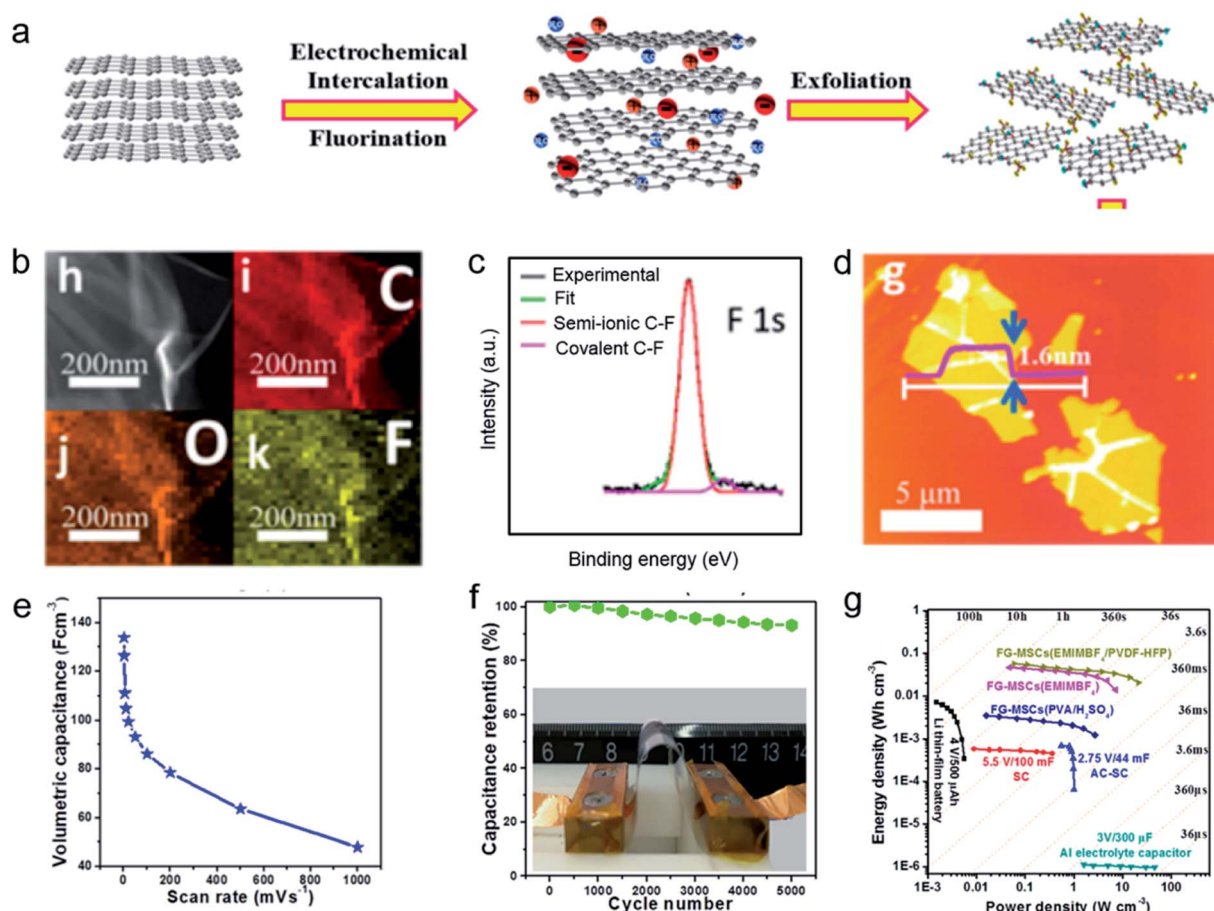 a
Electrochemical
Intercalation
Fluorination
Exfoliation
b
h
200nm
i
C
200nm
j
O
200nm
k
F
200nm
c
Experimental
Fit
Semi-ionic C-F
Covalent C-F
F 1s
Intensity (a.u.)
Binding energy (eV)
d
g
1.6nm
5 μm
e
Volumetric capacitance (Fcm⁻³)
140
120
100
80
60
40
0 200 400 600 800 1000
Scan rate (mVs⁻¹)
f
Capacitance retention (%)
100
80
60
40
20
0
6 7 8 9 10 11 12 13 14
0 1000 2000 3000 4000 5000
Cycle number
g
Energy density (Wh cm⁻³)
1
0.1
0.01
1E-3
1E-4
1E-5
1E-6
100h 10h 1h 360s 36s
3.6s
360ms
36ms
3.6ms
360μs
36μs
FG-MSCs(EMIMBF₄/PVDF-HFP)
FG-MSCs(EMIMBF₄)
FG-MSCs(PVA/H₂SO₄)
4 V/500 μAh
Li thin-film battery
5.5 V/100 mF
SC
2.75 V/44 mF
AC-SC
3V/300 μF
Al electrolyte capacitor
1E-3 0.01 0.1 1 10 100
Power density (W cm⁻³)